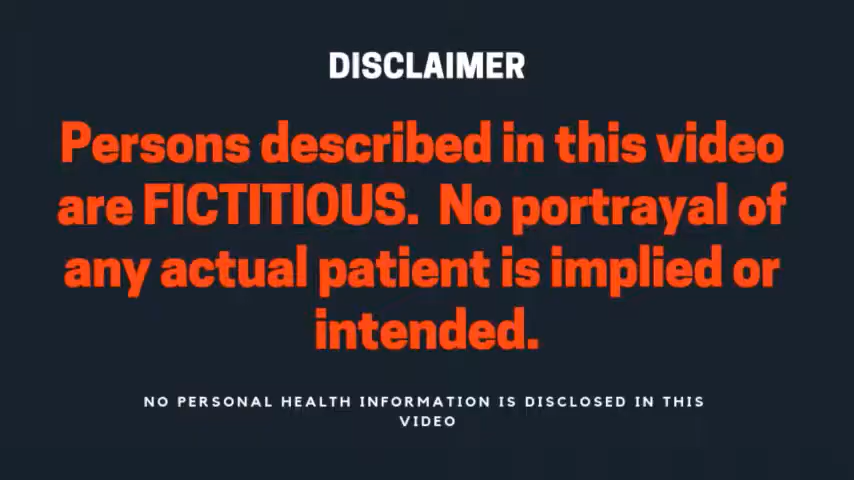 DISCLAIMER
Persons described in this video
are FICTITIOUS. No portrayal of
any actual patient is implied or
intended.
NO PERSONAL HEALTH INFORMATION IS DISCLOSED IN THIS
VIDEO